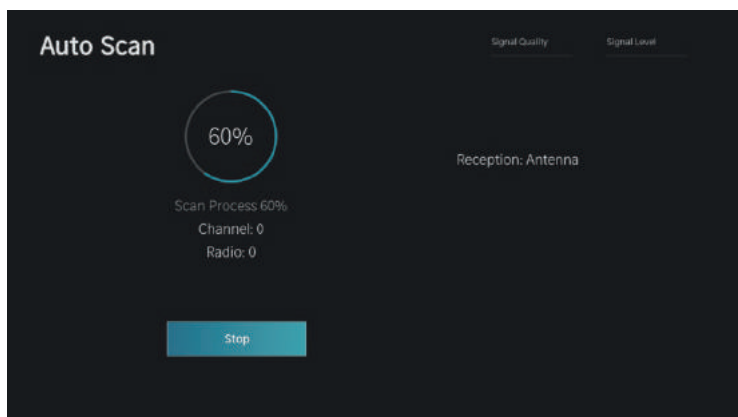 Auto Scan
Signal Quality
Signal Level
60%
Reception: Antenna
Scan Process 60%
Channel: 0
Radio: 0
Stop